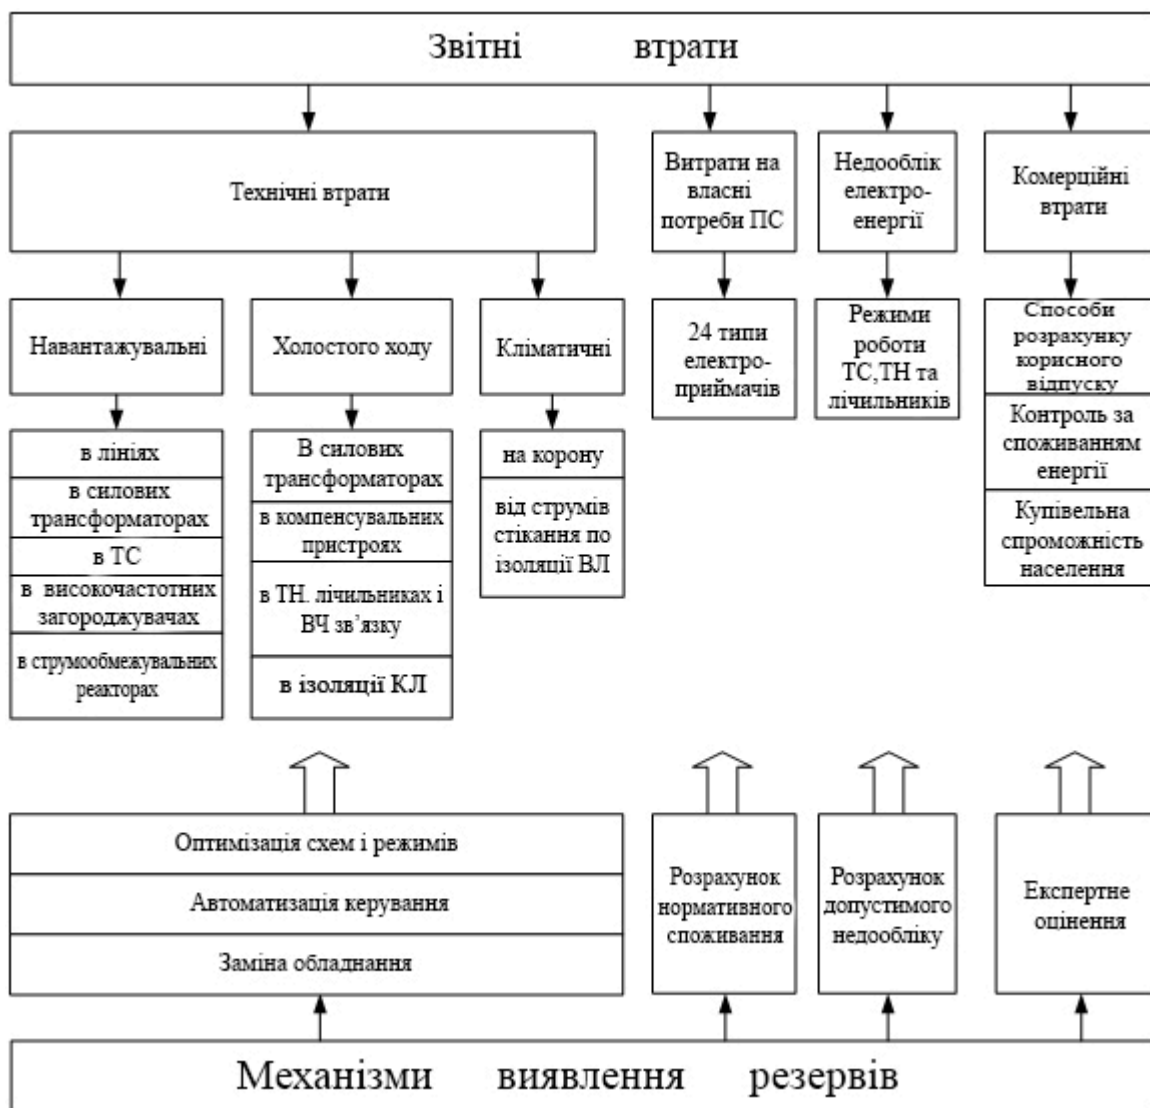 Звітні втрати
Технічні втрати
Витрати на
власні
потреби ПС
Недооблік
електро-
енергії
Комерційні
втрати
Навантажувальні
Холостого ходу
Кліматичні
24 типи
електро-
приймачів
Режими
роботи
ТС,ТН та
лічильників
Способи
розрахунку
корисного
відпуску
Контроль за
споживанням
енергії
Купівельна
спроможність
населення
в лініях
в силових
трансформаторах
в ТС
в високочастотних
загороджувачах
в струмообмежувальних
реакторах
В силових
трансформаторах
в компенсувальних
пристроях
в ТН. лічильниках і
ВЧ зв’язку
в ізоляції КЛ
на корону
від струмів
стікання по
ізоляції ВЛ
Оптимізація схем і режимів
Автоматизація керування
Заміна обладнання
Розрахунок
нормативного
споживання
Розрахунок
допустимого
недообліку
Експертне
оцінення
Механізми виявлення резервів